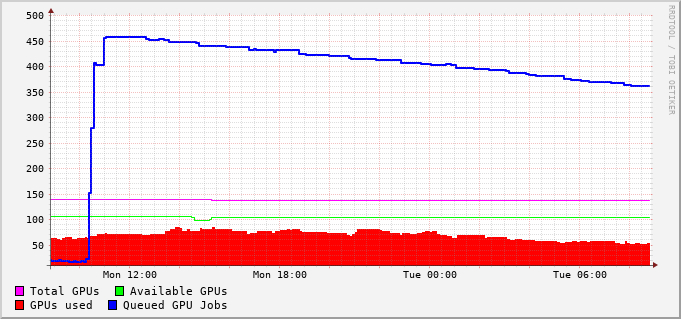 500
450
400
350
300
250
200
150
100
50
Mon 12:00 Mon 18:00 Tue 00:00 Tue 06:00
Total GPUs Available GPUs
GPUs used Queued GPU Jobs
RRDTOOL / TOBI OETIKER